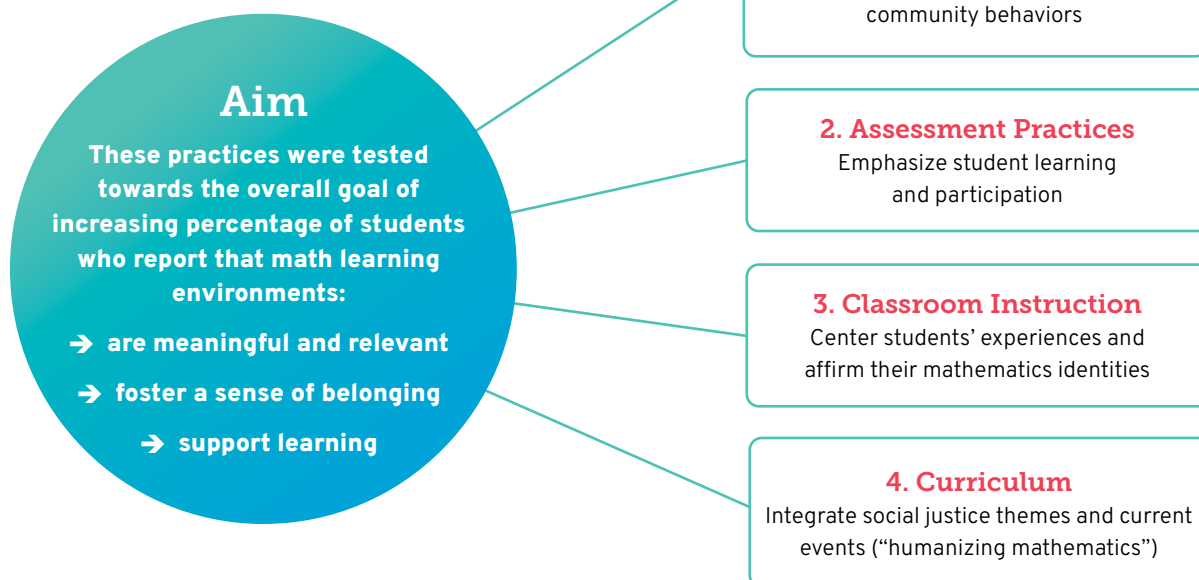 community behaviors
Aim
These practices were tested
towards the overall goal of
increasing percentage of students
who report that math learning
environments:
→ are meaningful and relevant
→ foster a sense of belonging
→ support learning
2. Assessment Practices
Emphasize student learning
and participation
3. Classroom Instruction
Center students’ experiences and
affirm their mathematics identities
4. Curriculum
Integrate social justice themes and current
events (“humanizing mathematics”)